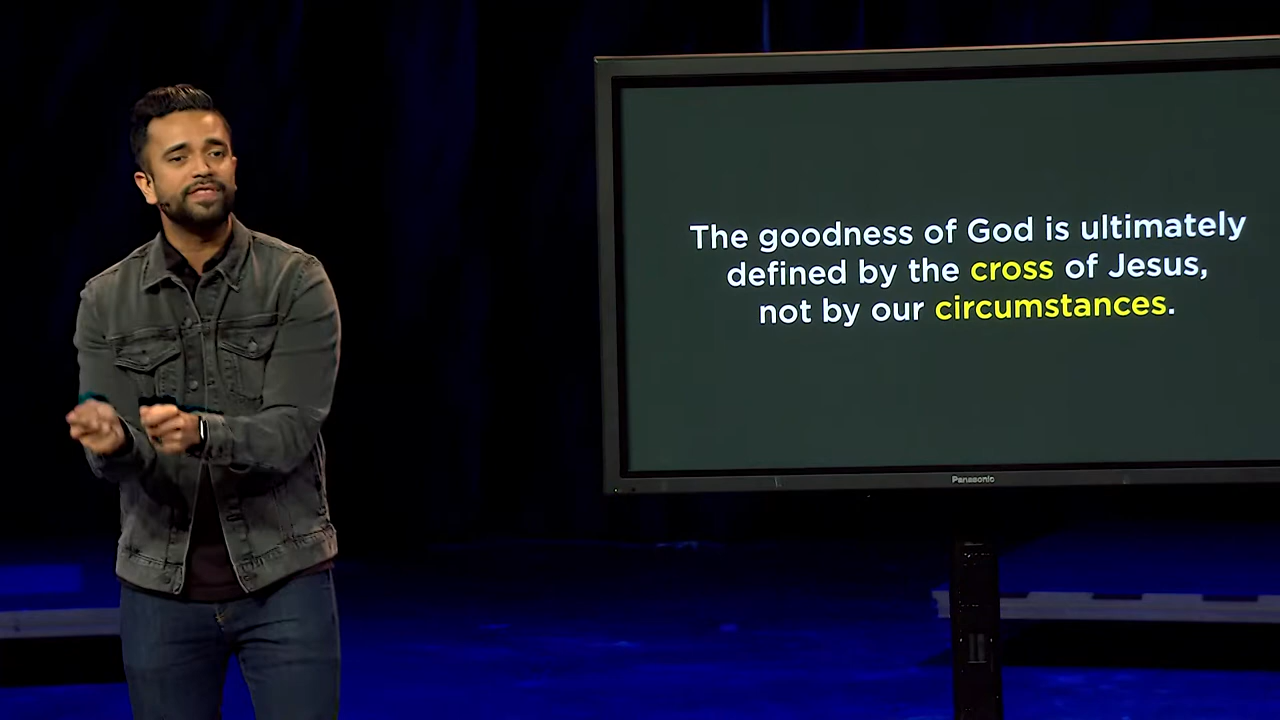 The goodness of God is ultimately
defined by the cross of Jesus,
not by our circumstances.
Panasonic